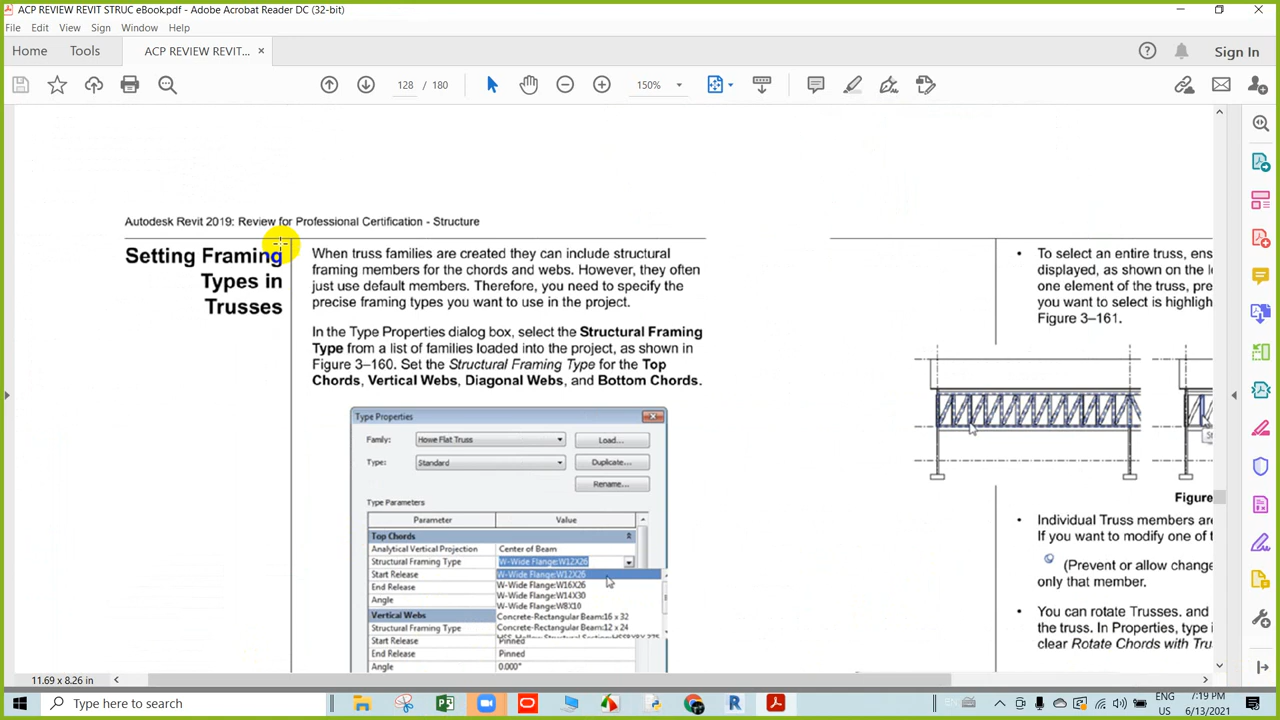 ACP REVIEW REVIT STRUC eBook.pdf - Adobe Acrobat Reader DC (32-bit)
File Edit View Sign Window Help
Home Tools ACP REVIEW REVIT... × Sign In
128 / 180 150%
Autodesk Revit 2019: Review for Professional Certification - Structure
Setting Framing
Types in
Trusses
When truss families are created they can include structural
framing members for the chords and webs. However, they often
just use default members. Therefore, you need to specify the
precise framing types you want to use in the project.
In the Type Properties dialog box, select the Structural Framing
Type from a list of families loaded into the project, as shown in
Figure 3–160. Set the Structural Framing Type for the Top
Chords, Vertical Webs, Diagonal Webs, and Bottom Chords.
Type Properties
Family: Howe Flat Truss Load...
Type: Standard Duplicate...
Rename...
Type Parameters
Parameter Value
Top Chords
Analytical Vertical Projection Center of Beam
Structural Framing Type W-Wide Flange:W12X26
Start Release W-Wide Flange:W12X26
End Release W-Wide Flange:W16X26
W-Wide Flange:W14X30
Angle W-Wide Flange:W8X10
Vertical Webs Concrete-Rectangular Beam:16 x 32
Structural Framing Type Concrete-Rectangular Beam:12 x 24
Start Release Pinned
End Release Pinned
Angle 0.000°
• To select an entire truss, ens
displayed, as shown on the l
one element of the truss, pre
you want to select is highligh
Figure 3–161.
Figure
• Individual Truss members are
If you want to modify one of t
(Prevent or allow change
only that member.
• You can rotate Trusses. and
the truss. In Properties, type i
clear Rotate Chords with Tru
11.69 x 8.26 in
Type here to search
ENG
US
7:19 PM
6/13/2021